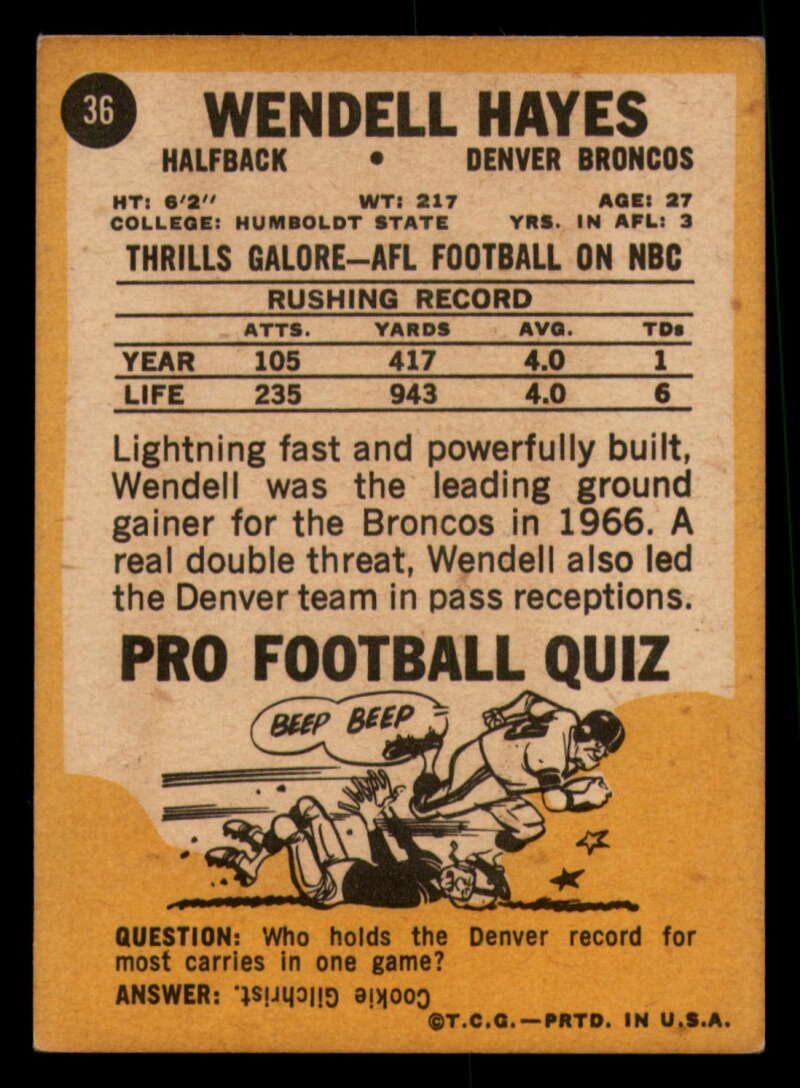 36
WENDELL HAYES
HALFBACK • DENVER BRONCOS
HT: 6'2" WT: 217 AGE: 27
COLLEGE: HUMBOLDT STATE YRS. IN AFL: 3
THRILLS GALORE—AFL FOOTBALL ON NBC
RUSHING RECORD
ATTS. YARDS AVG. TDs
YEAR 105 417 4.0 1
LIFE 235 943 4.0 6
Lightning fast and powerfully built,
Wendell was the leading ground
gainer for the Broncos in 1966. A
real double threat, Wendell also led
the Denver team in pass receptions.
PRO FOOTBALL QUIZ
BEEP BEEP
QUESTION: Who holds the Denver record for
most carries in one game?
ANSWER: Cookie Gilchrist.
©T.C.G.—PRTD. IN U.S.A.